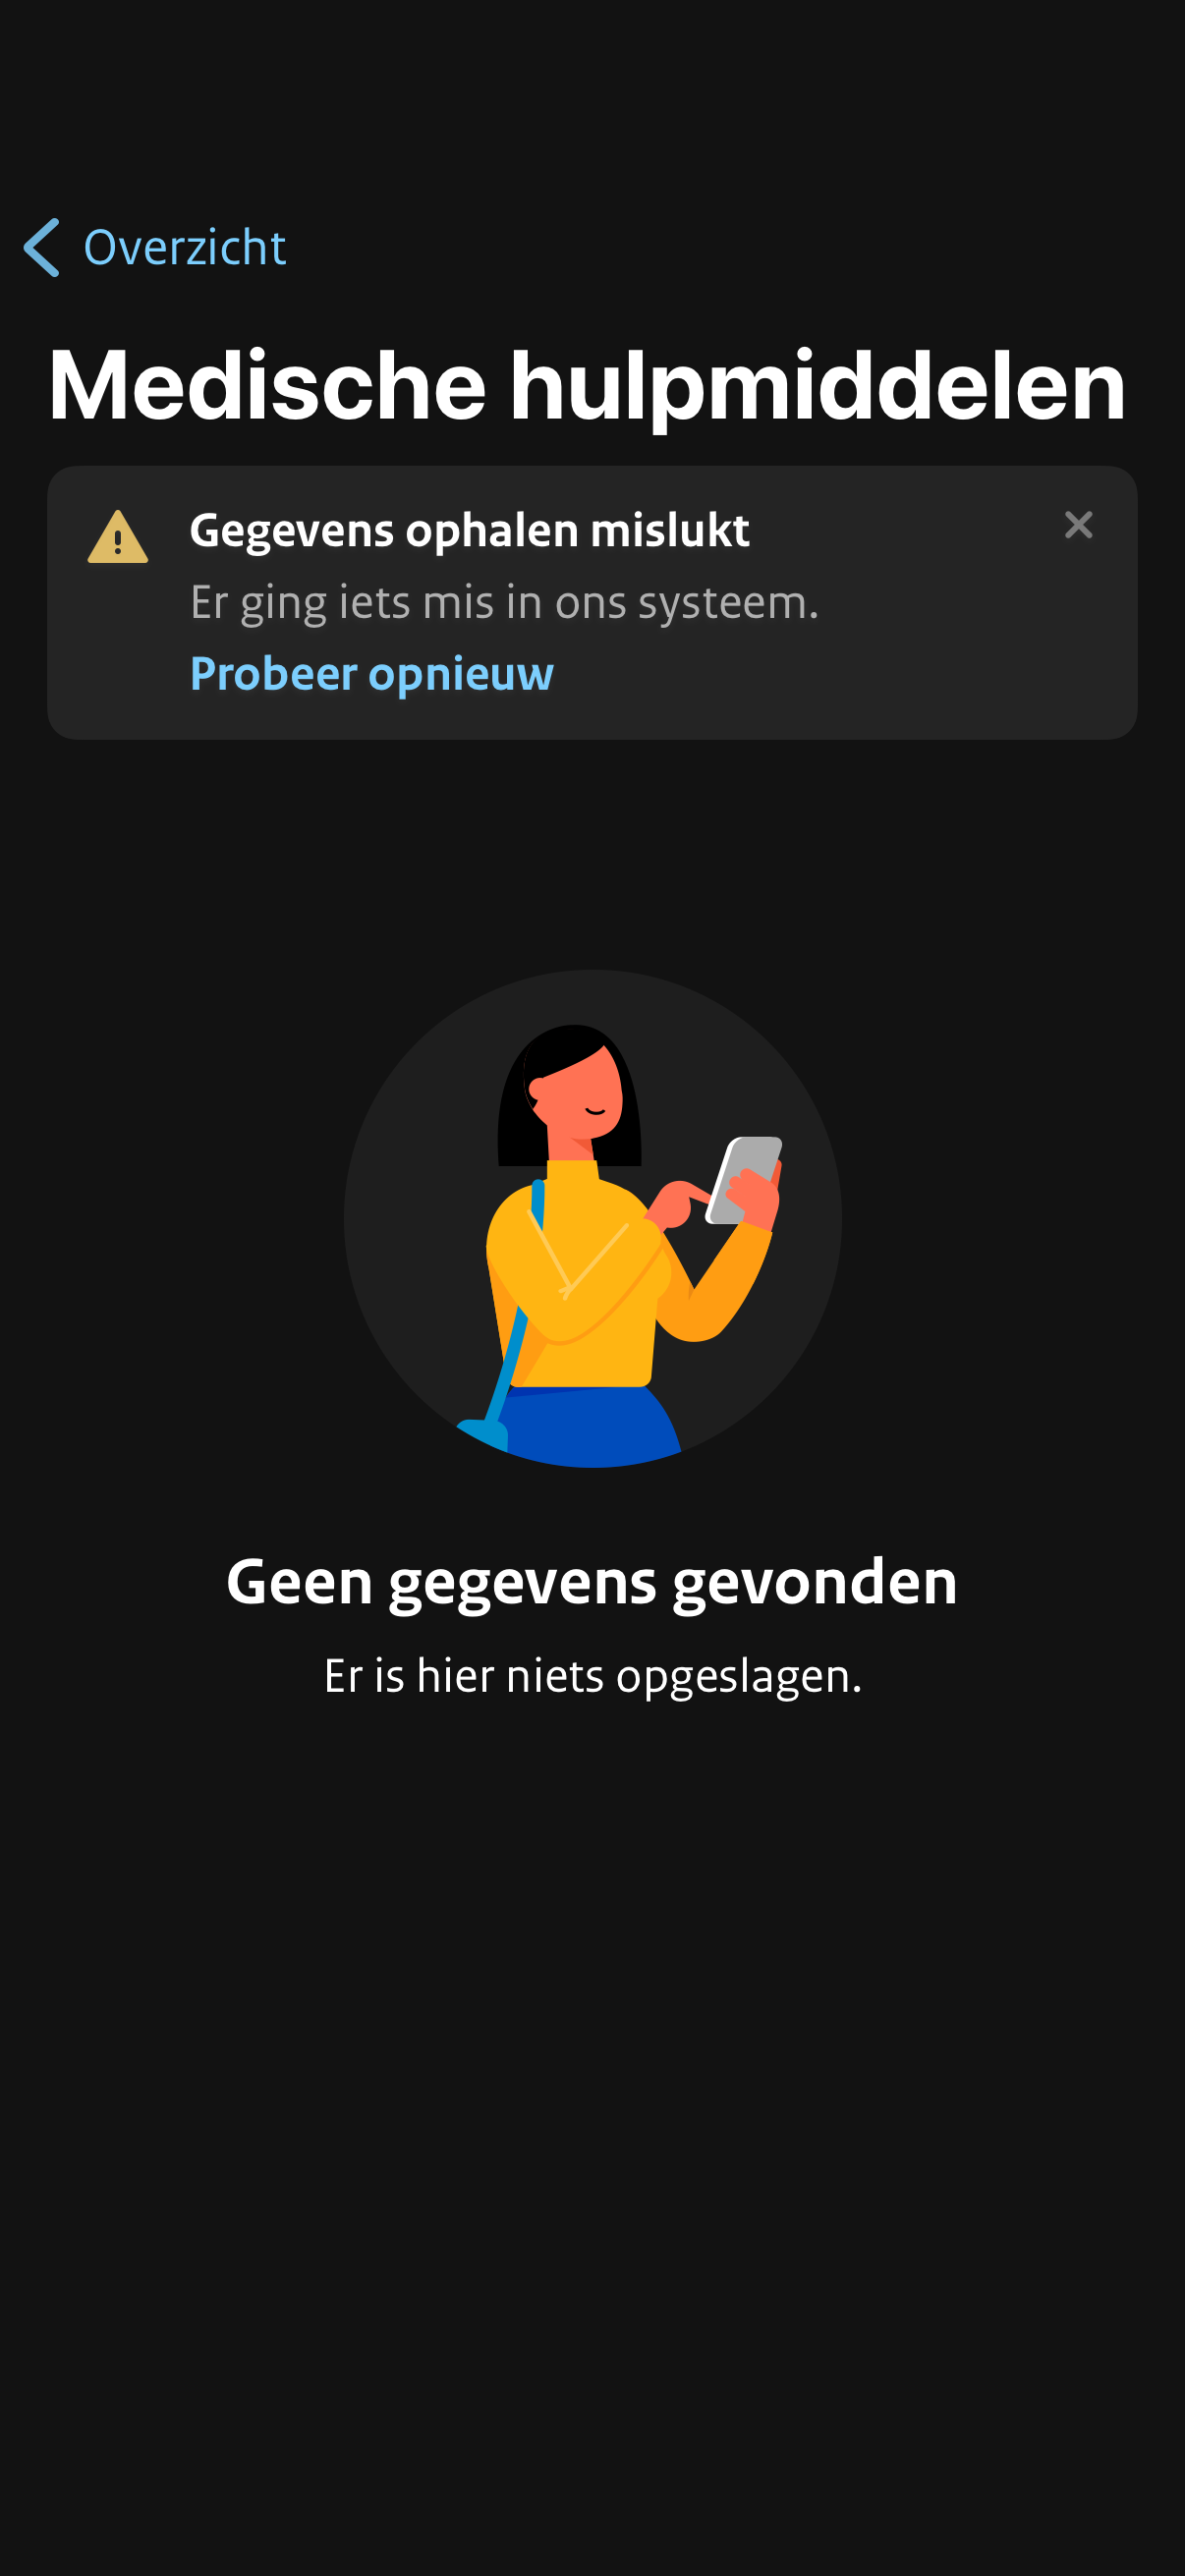 Overzicht
Medische hulpmiddelen
Gegevens ophalen mislukt
Er ging iets mis in ons systeem.
Probeer opnieuw
Geen gegevens gevonden
Er is hier niets opgeslagen.